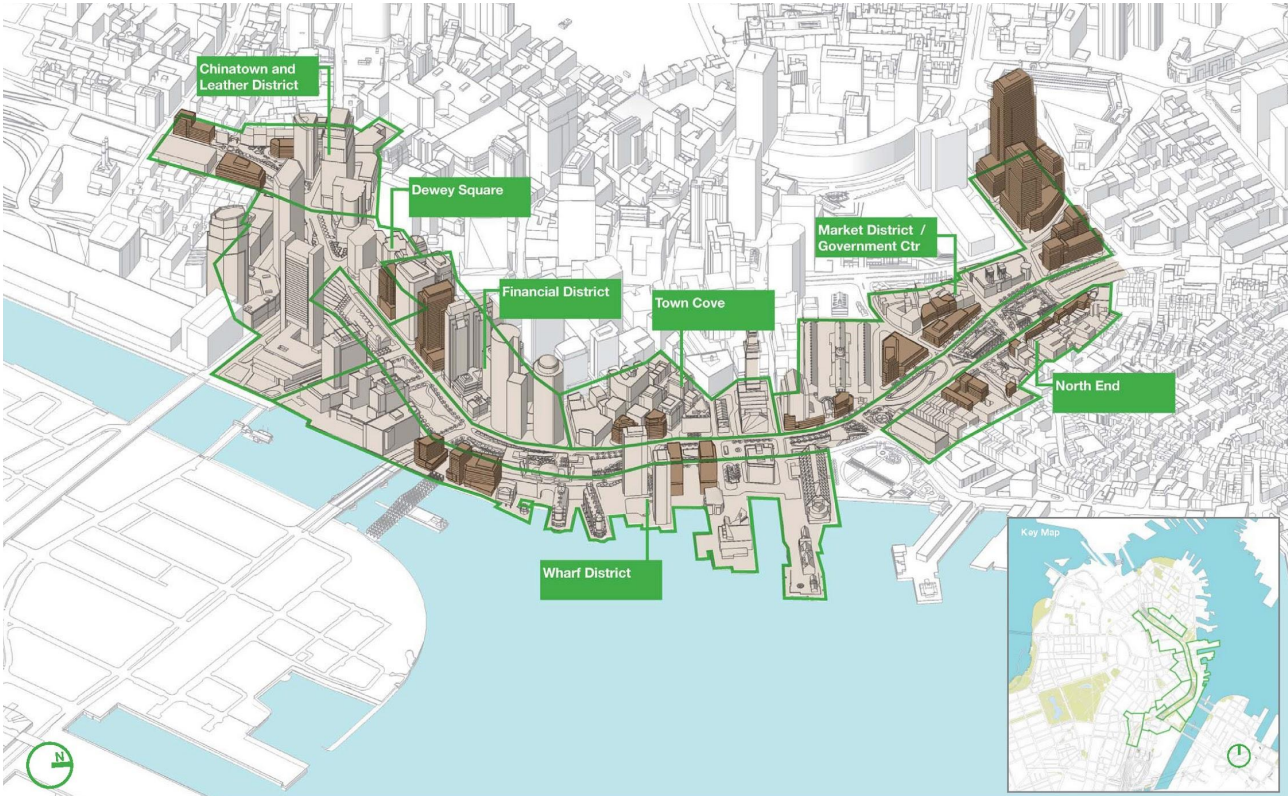 Chinatown and
Leather District
Dewey Square
Market District /
Government Ctr
Financial District
Town Cove
North End
Wharf District
Key Map
N